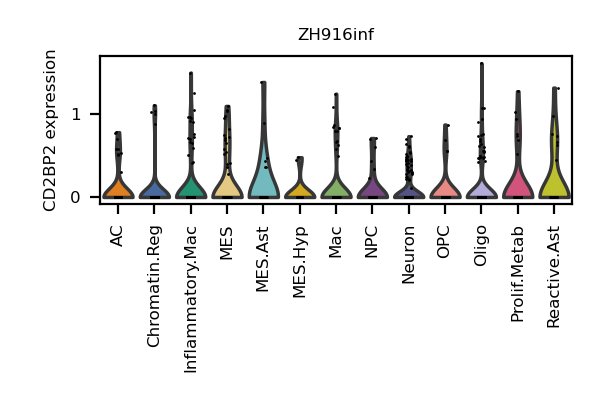 ZH916inf
CD2BP2 expression
1
0
AC
Chromatin.Reg
Inflammatory.Mac
MES
MES.Ast
MES.Hyp
Mac
NPC
Neuron
OPC
Oligo
Prolif.Metab
Reactive.Ast